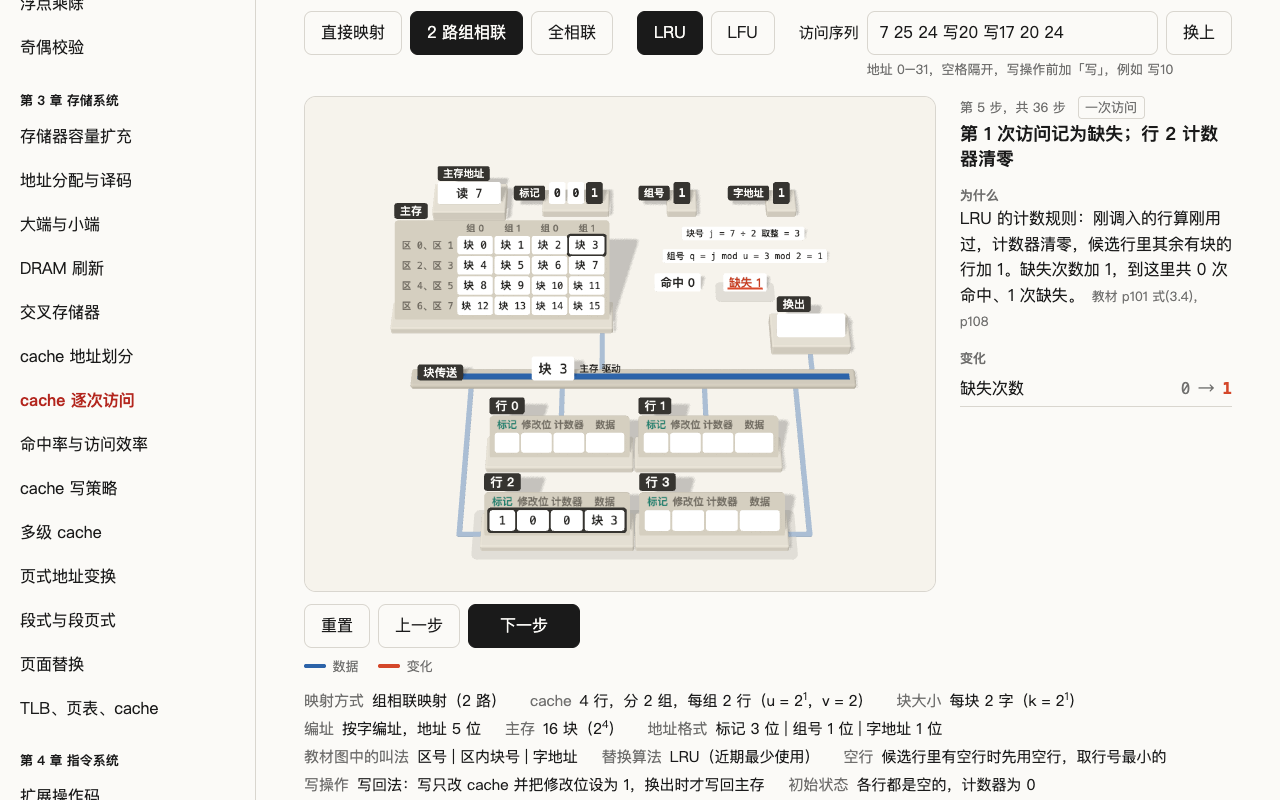 浮点乘除
奇偶校验
第 3 章 存储系统
存储器容量扩充
地址分配与译码
大端与小端
DRAM 刷新
交叉存储器
cache 地址划分
cache 逐次访问
命中率与访问效率
cache 写策略
多级 cache
页式地址变换
段式与段页式
页面替换
TLB、页表、cache
第 4 章 指令系统
扩展操作码
直接映射 2 路组相联 全相联 LRU LFU 访问序列 7 25 24 写20 写17 20 24 换上
地址 0—31，空格隔开，写操作前加「写」，例如 写10
主存地址
读 7 标记 0 0 1 组号 1 字地址 1
主存
组 0 组 1 组 0 组 1
区 0、区 1 块 0 块 1 块 2 块 3
区 2、区 3 块 4 块 5 块 6 块 7
区 4、区 5 块 8 块 9 块 10 块 11
区 6、区 7 块 12 块 13 块 14 块 15
块号 j = 7 ÷ 2 取整 = 3
组号 q = j mod u = 3 mod 2 = 1
命中 0 缺失 1
换出
块传送 块 3 主存 驱动
行 0 行 1
标记 修改位 计数器 数据 标记 修改位 计数器 数据
行 2 行 3
标记 修改位 计数器 数据 标记 修改位 计数器 数据
1 0 0 块 3
第 5 步，共 36 步 一次访问
第 1 次访问记为缺失；行 2 计数
器清零
为什么
LRU 的计数规则：刚调入的行算刚用
过，计数器清零，候选行里其余有块的
行加 1。缺失次数加 1，到这里共 0 次
命中、1 次缺失。 教材 p101 式(3.4),
p108
变化
缺失次数 0 → 1
重置 上一步 下一步
数据 变化
映射方式 组相联映射（2 路） cache 4 行，分 2 组，每组 2 行（u = 2¹，v = 2） 块大小 每块 2 字（k = 2¹）
编址 按字编址，地址 5 位 主存 16 块（2⁴） 地址格式 标记 3 位 | 组号 1 位 | 字地址 1 位
教材图中的叫法 区号 | 区内块号 | 字地址 替换算法 LRU（近期最少使用） 空行 候选行里有空行时先用空行，取行号最小的
写操作 写回法：写只改 cache 并把修改位设为 1，换出时才写回主存 初始状态 各行都是空的，计数器为 0